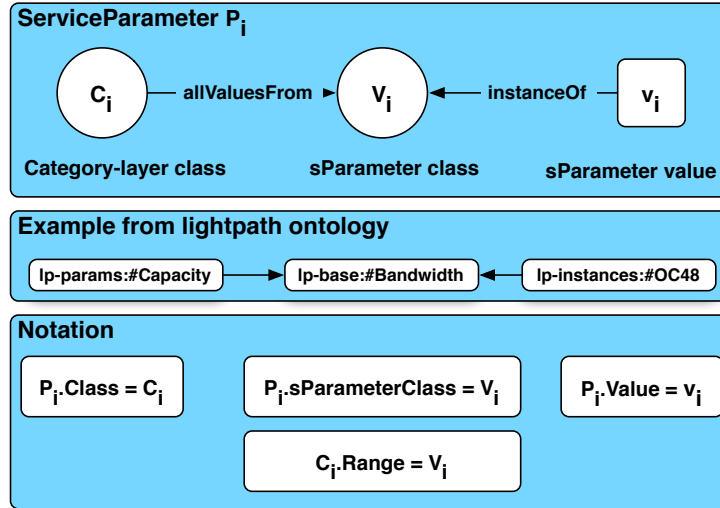 ServiceParameter Pi
Ci
allValuesFrom
Vi
instanceOf
vi
Category-layer class
sParameter class
sParameter value
Example from lightpath ontology
lp-params:#Capacity
lp-base:#Bandwidth
lp-instances:#OC48
Notation
Pi.Class = Ci
Pi.sParameterClass = Vi
Pi.Value = vi
Ci.Range = Vi